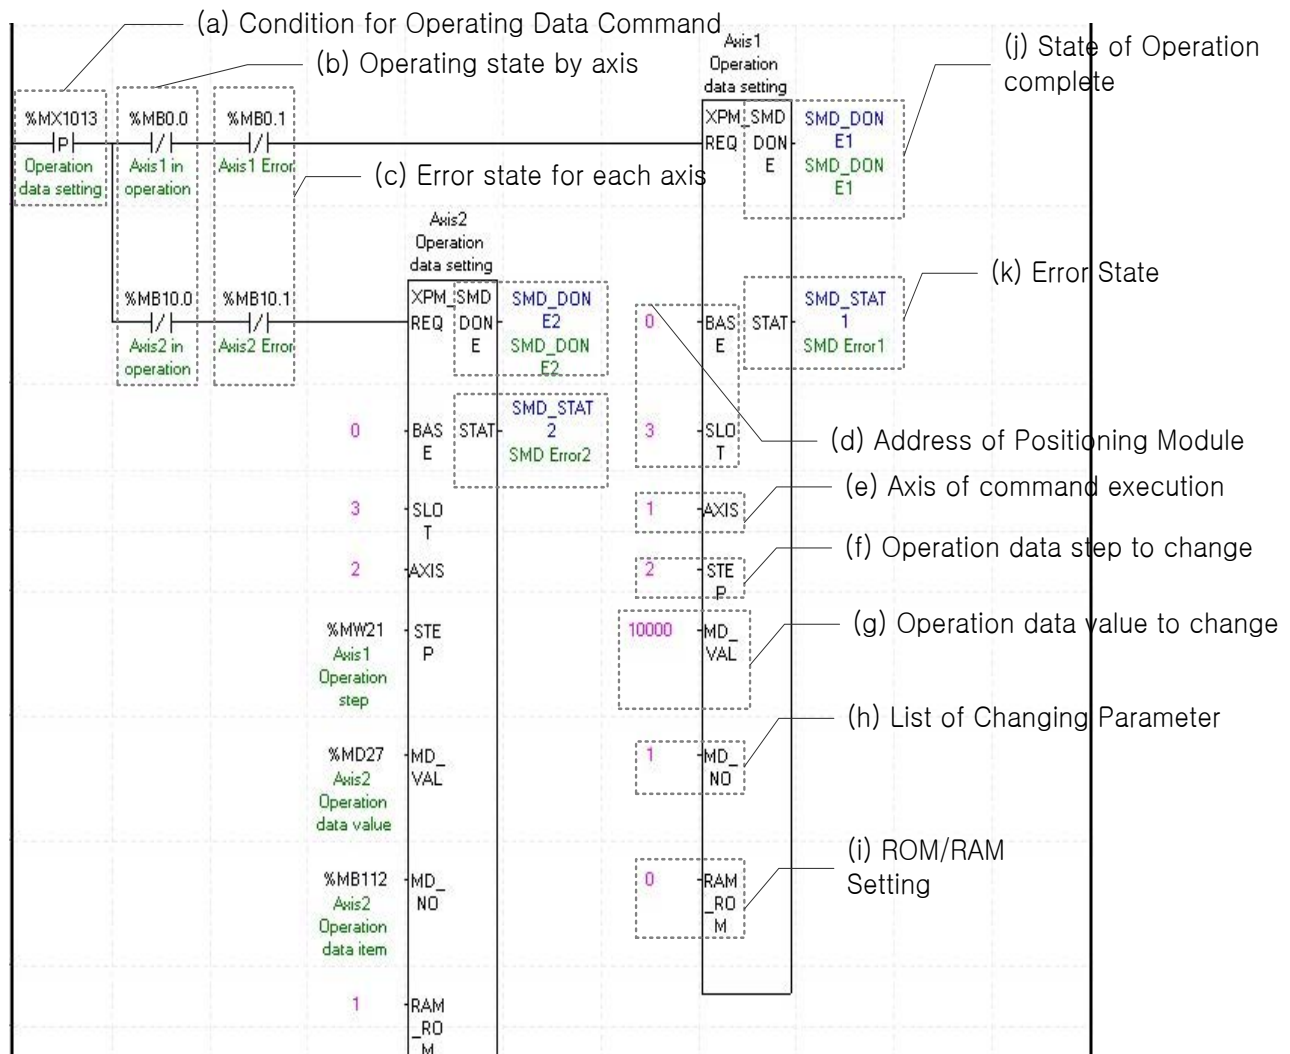 (a) Condition for Operating Data Command
(b) Operating state by axis
Axis1
Operation
data setting
(j) State of Operation
complete
%MX1013
%MB0.0
%MB0.1
P
Operation
data setting
Axis1 in
operation
Axis1 Error
XPM_SMD
REQ DON
E
SMD_DON
E1
SMD_DON
E1
(c) Error state for each axis
Axis2
Operation
data setting
(k) Error State
%MB10.0
%MB10.1
Axis2 in
operation
Axis2 Error
XPM_SMD
REQ DON
E
SMD_DON
E2
SMD_DON
E2
0
BAS
E
STAT
SMD_STAT
1
SMD Error1
0
BAS
E
STAT
SMD_STAT
2
SMD Error2
3
SLO
T
(d) Address of Positioning Module
3
SLO
T
1
AXIS
(e) Axis of command execution
2
AXIS
2
STE
P
(f) Operation data step to change
%MW21
Axis1
Operation
step
STE
P
10000
MD_
VAL
(g) Operation data value to change
%MD27
Axis2
Operation
data value
MD_
VAL
1
MD_
NO
(h) List of Changing Parameter
%MB112
Axis2
Operation
data item
MD_
NO
0
RAM
_RO
M
(i) ROM/RAM
Setting
1
RAM
_RO
M